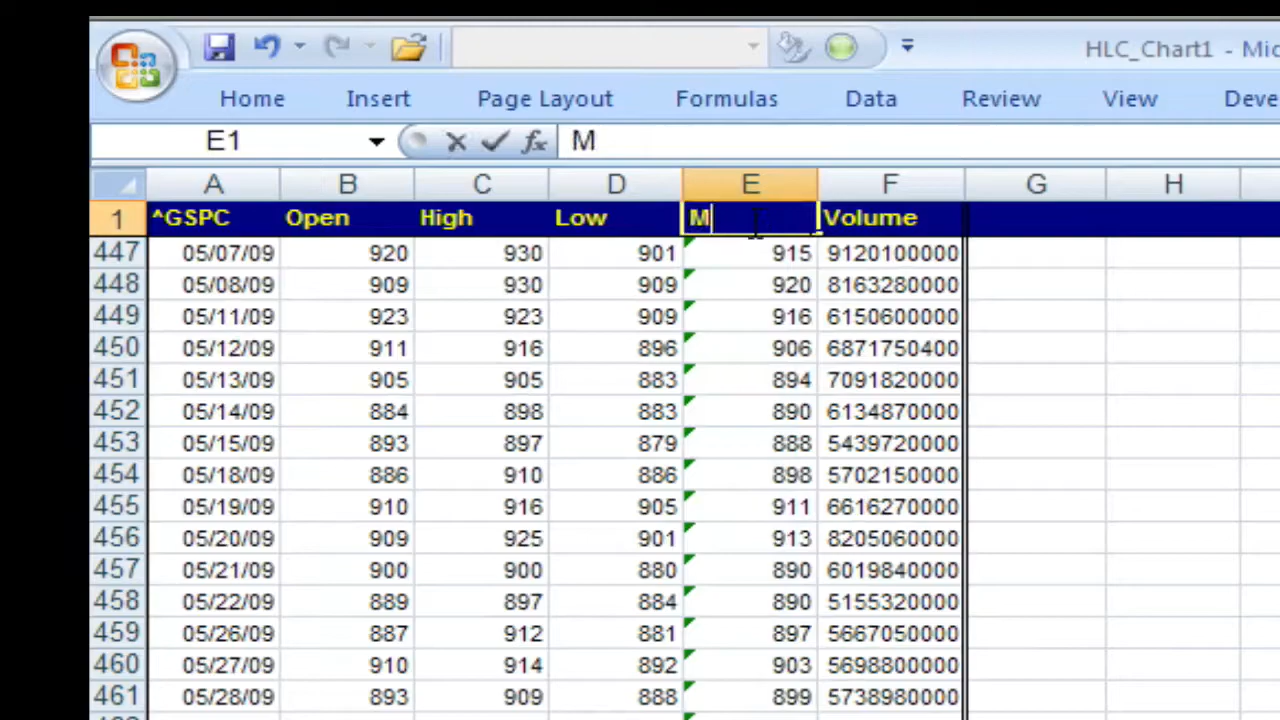 HLC_Chart1 - Mic
Home Insert Page Layout Formulas Data Review View Deve
E1 fx M
A B C D E F G H
1 ^GSPC Open High Low M Volume
447 05/07/09 920 930 901 915 9120100000
448 05/08/09 909 930 909 920 8163280000
449 05/11/09 923 923 909 916 6150600000
450 05/12/09 911 916 896 906 6871750400
451 05/13/09 905 905 883 894 7091820000
452 05/14/09 884 898 883 890 6134870000
453 05/15/09 893 897 879 888 5439720000
454 05/18/09 886 910 886 898 5702150000
455 05/19/09 910 916 905 911 6616270000
456 05/20/09 909 925 901 913 8205060000
457 05/21/09 900 900 880 890 6019840000
458 05/22/09 889 897 884 890 5155320000
459 05/26/09 887 912 881 897 5667050000
460 05/27/09 910 914 892 903 5698800000
461 05/28/09 893 909 888 899 5738980000